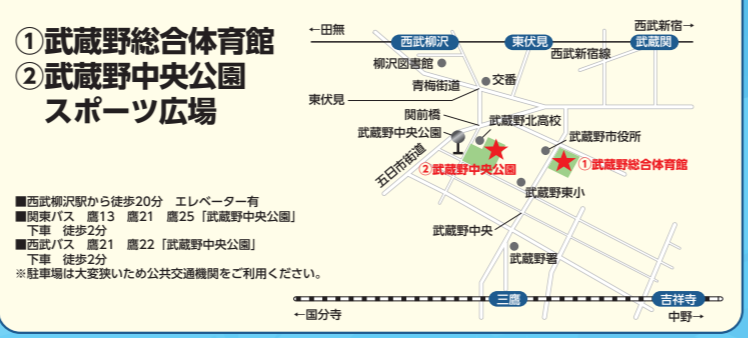 ①武蔵野総合体育館
②武蔵野中央公園
スポーツ広場
■西武柳沢駅から徒歩20分　エレベーター有
■関東バス　鷹13　鷹21　鷹25「武蔵野中央公園」
下車　徒歩2分
■西武バス　鷹21　鷹22「武蔵野中央公園」
下車　徒歩2分
※駐車場は大変狭いため公共交通機関をご利用ください。
←田無
西武新宿→
西武柳沢
東伏見
武蔵関
西武新宿線
柳沢図書館
青梅街道
交番
東伏見
関前橋
武蔵野北高校
武蔵野中央公園
武蔵野市役所
五日市街道
②武蔵野中央公園
①武蔵野総合体育館
武蔵野東小
武蔵野中央
武蔵野署
三鷹
吉祥寺
←国分寺
中野→